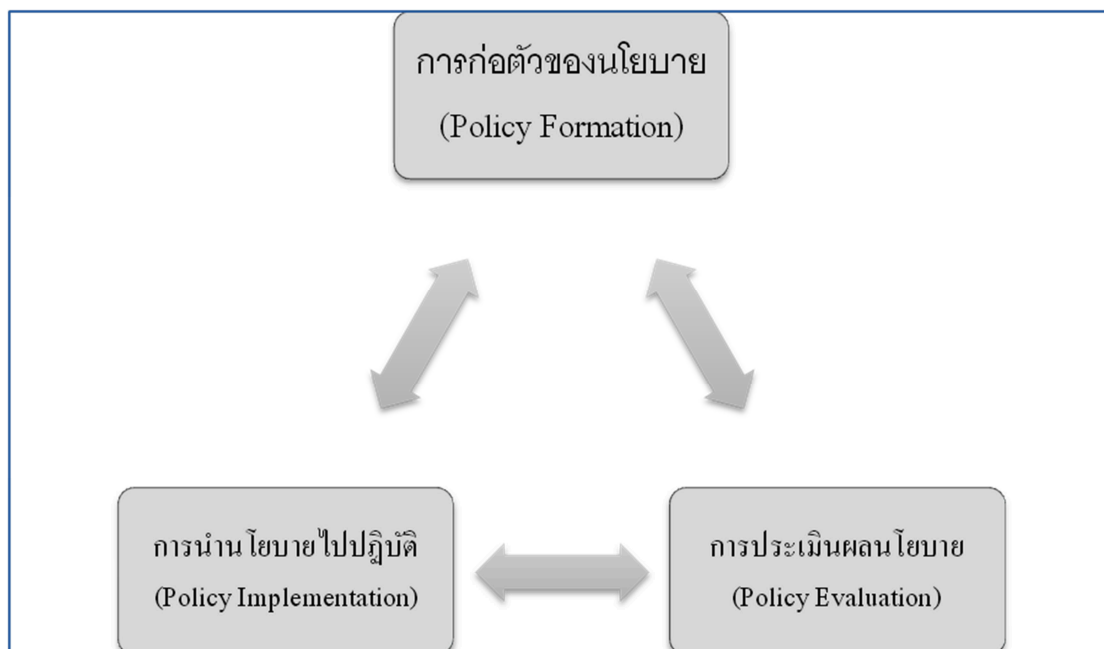 การก่อตัวของนโยบาย
(Policy Formation)
การนำนโยบายไปปฏิบัติ
(Policy Implementation)
การประเมินผลนโยบาย
(Policy Evaluation)